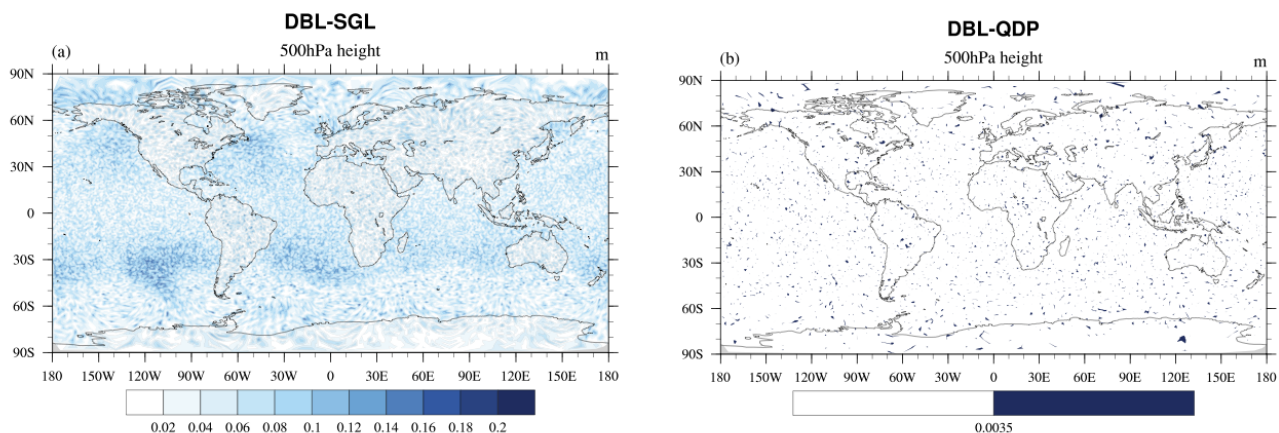 DBL-SGL
(a) 500hPa height m
90N
60N
30N
0
30S
60S
90S
180 150W 120W 90W 60W 30W 0 30E 60E 90E 120E 150E 180
0.02 0.04 0.06 0.08 0.1 0.12 0.14 0.16 0.18 0.2
DBL-QDP
(b) 500hPa height m
90N
60N
30N
0
30S
60S
90S
180 150W 120W 90W 60W 30W 0 30E 60E 90E 120E 150E 180
0.0035